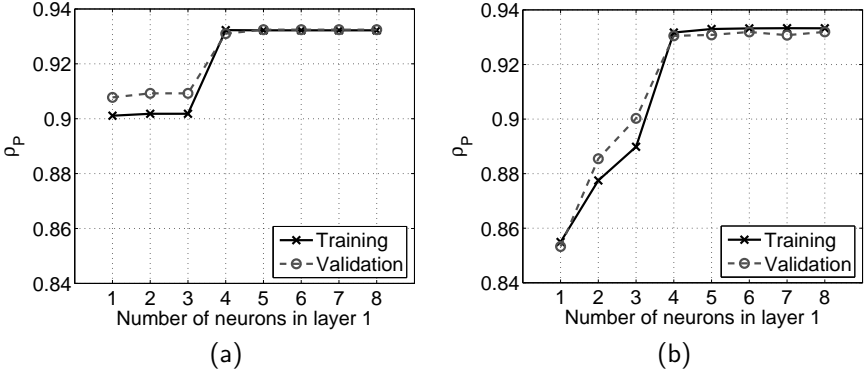 0.94
0.92
0.9
0.88
0.86
0.84
ρP
1 2 3 4 5 6 7 8
Number of neurons in layer 1
Training
Validation
(a)
0.94
0.92
0.9
0.88
0.86
0.84
ρP
1 2 3 4 5 6 7 8
Number of neurons in layer 1
Training
Validation
(b)